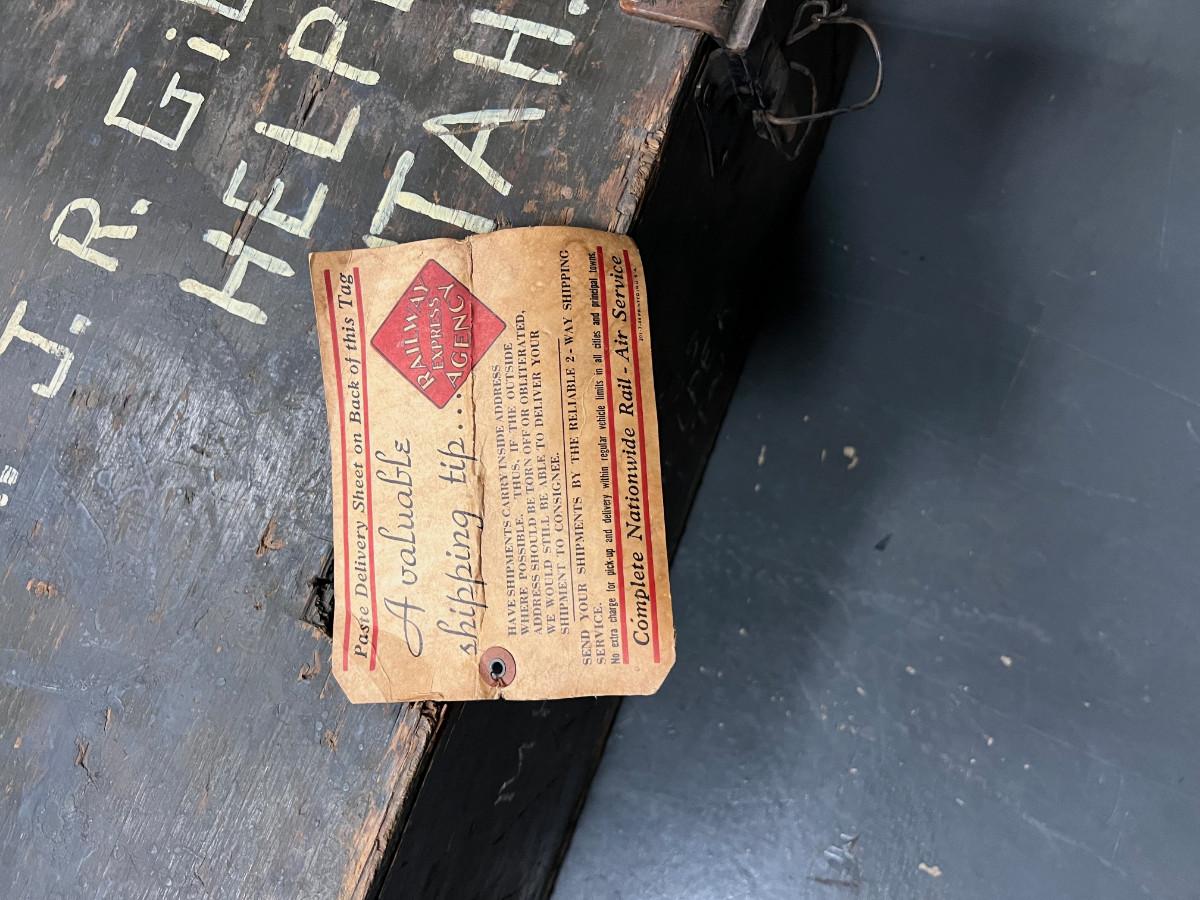 J. R. GIL
HELP
TAH.
Paste Delivery Sheet on Back of this Tag
A valuable
shipping tip....
RAILWAY
EXPRESS
AGENCY
HAVE SHIPMENTS CARRY INSIDE ADDRESS
WHERE POSSIBLE. THUS, IF THE OUTSIDE
ADDRESS SHOULD BE TORN OFF OR OBLITERATED,
WE WOULD STILL BE ABLE TO DELIVER YOUR
SHIPMENT TO CONSIGNEE.
SEND YOUR SHIPMENTS BY THE RELIABLE 2-WAY SHIPPING
SERVICE.
No extra charge for pick-up and delivery within regular vehicle limits in all cities and principal towns.
Complete Nationwide Rail-Air Service